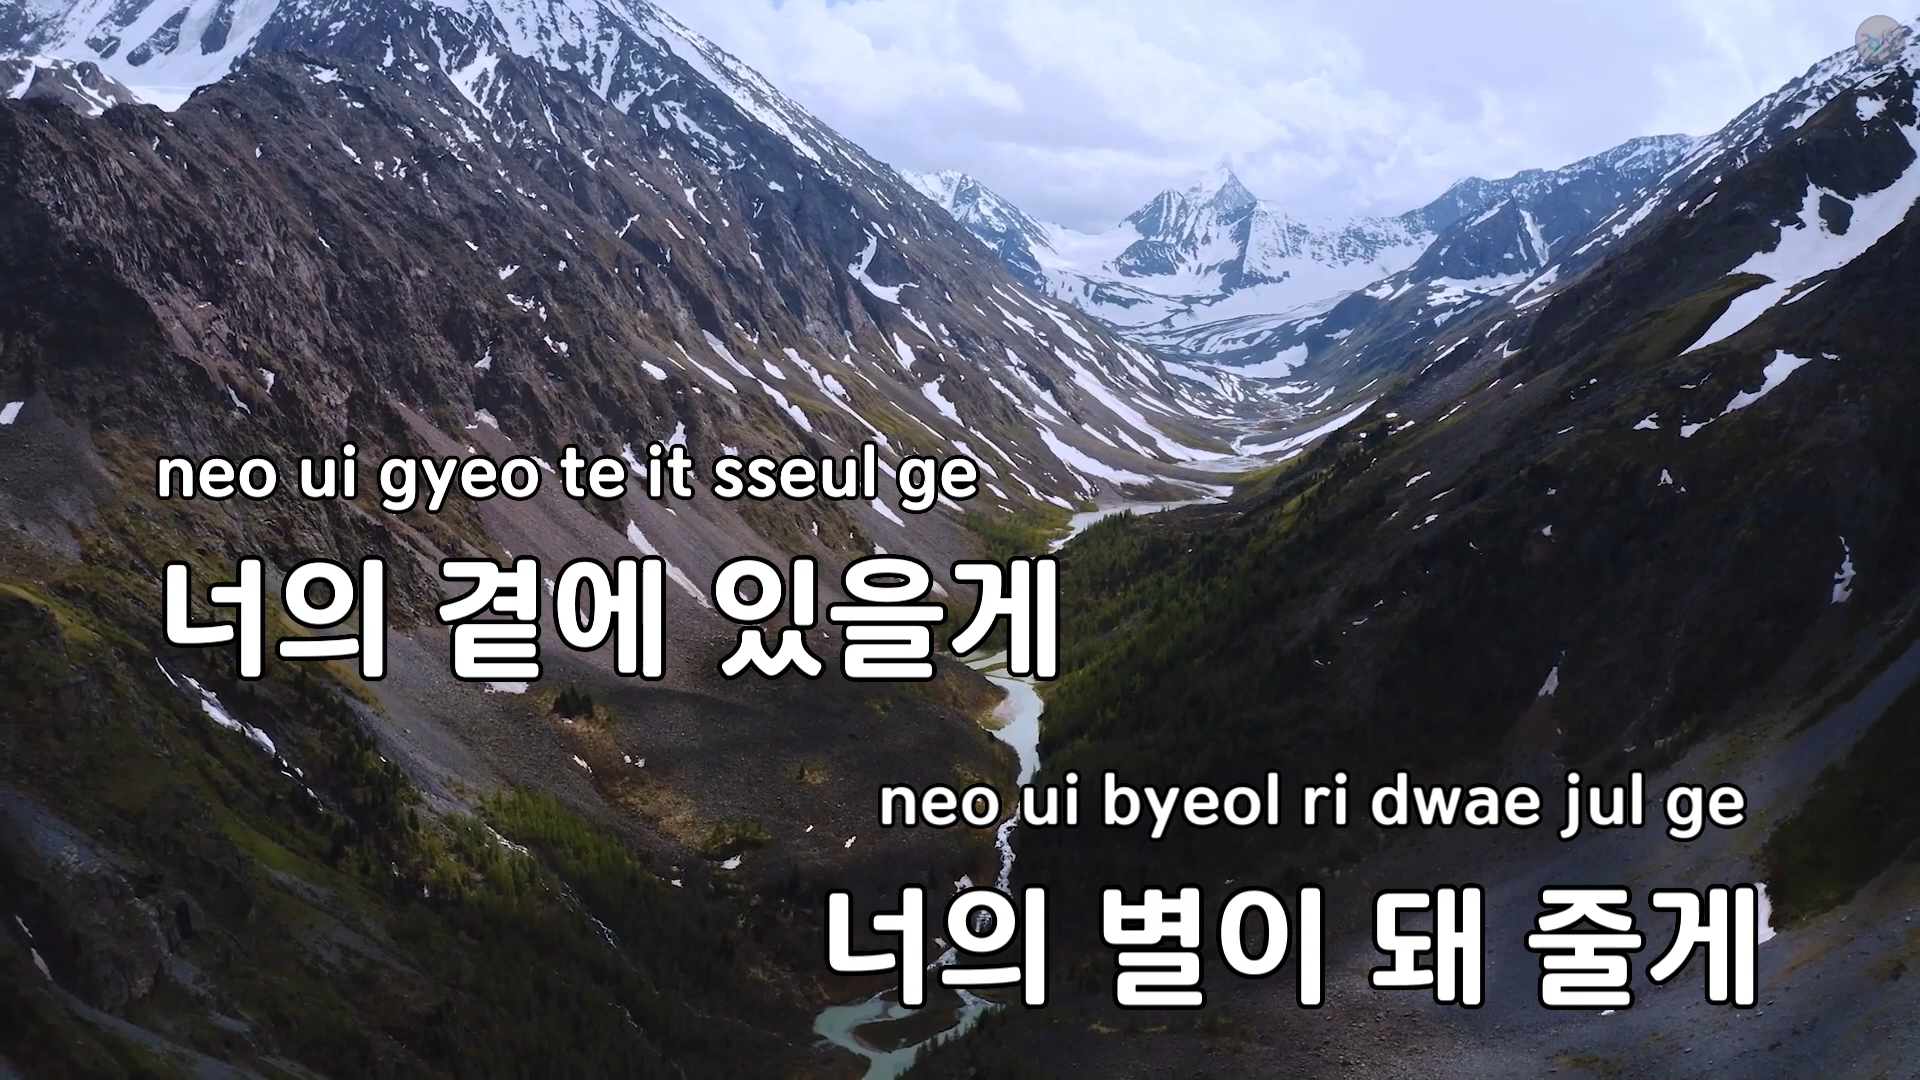 neo ui gyeo te it sseul ge
너의 곁에 있을게
neo ui byeol ri dwae jul ge
너의 별이 돼 줄게